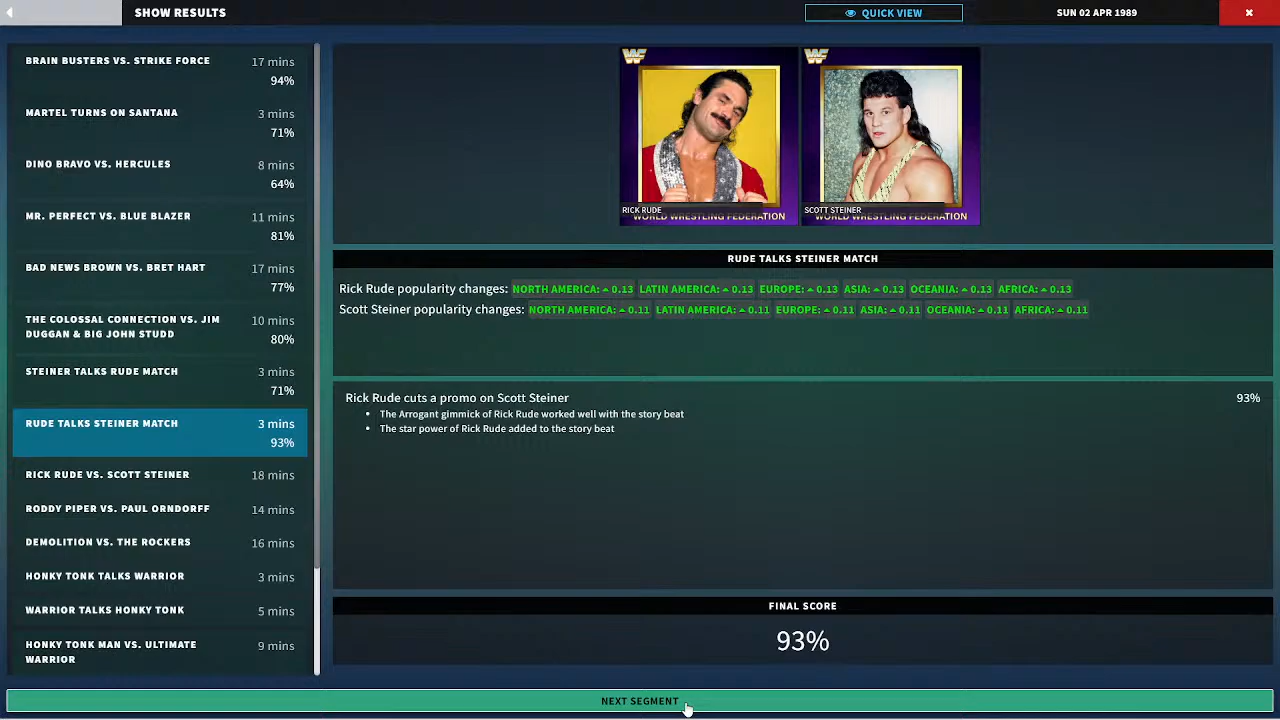 SHOW RESULTS
QUICK VIEW
SUN 02 APR 1989
BRAIN BUSTERS VS. STRIKE FORCE
17 mins
94%
MARTEL TURNS ON SANTANA
3 mins
71%
DINO BRAVO VS. HERCULES
8 mins
64%
MR. PERFECT VS. BLUE BLAZER
11 mins
81%
BAD NEWS BROWN VS. BRET HART
17 mins
77%
THE COLOSSAL CONNECTION VS. JIM
DUGGAN & BIG JOHN STUDD
10 mins
80%
STEINER TALKS RUDE MATCH
3 mins
71%
RUDE TALKS STEINER MATCH
3 mins
93%
RICK RUDE VS. SCOTT STEINER
18 mins
RODDY PIPER VS. PAUL ORNDORFF
14 mins
DEMOLITION VS. THE ROCKERS
16 mins
HONKY TONK TALKS WARRIOR
3 mins
WARRIOR TALKS HONKY TONK
5 mins
HONKY TONK MAN VS. ULTIMATE
WARRIOR
9 mins
RICK RUDE
WORLD WRESTLING FEDERATION
SCOTT STEINER
WORLD WRESTLING FEDERATION
RUDE TALKS STEINER MATCH
Rick Rude popularity changes: NORTH AMERICA: 0.13 LATIN AMERICA: 0.13 EUROPE: 0.13 ASIA: 0.13 OCEANIA: 0.13 AFRICA: 0.13
Scott Steiner popularity changes: NORTH AMERICA: 0.11 LATIN AMERICA: 0.11 EUROPE: 0.11 ASIA: 0.11 OCEANIA: 0.11 AFRICA: 0.11
Rick Rude cuts a promo on Scott Steiner 93%
• The Arrogant gimmick of Rick Rude worked well with the story beat
• The star power of Rick Rude added to the story beat
FINAL SCORE
93%
NEXT SEGMENT